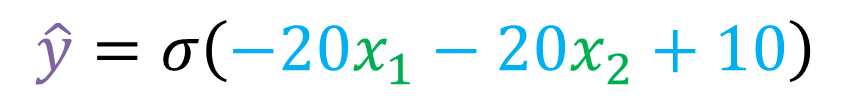 ŷ = σ(−20x₁ − 20x₂ + 10)